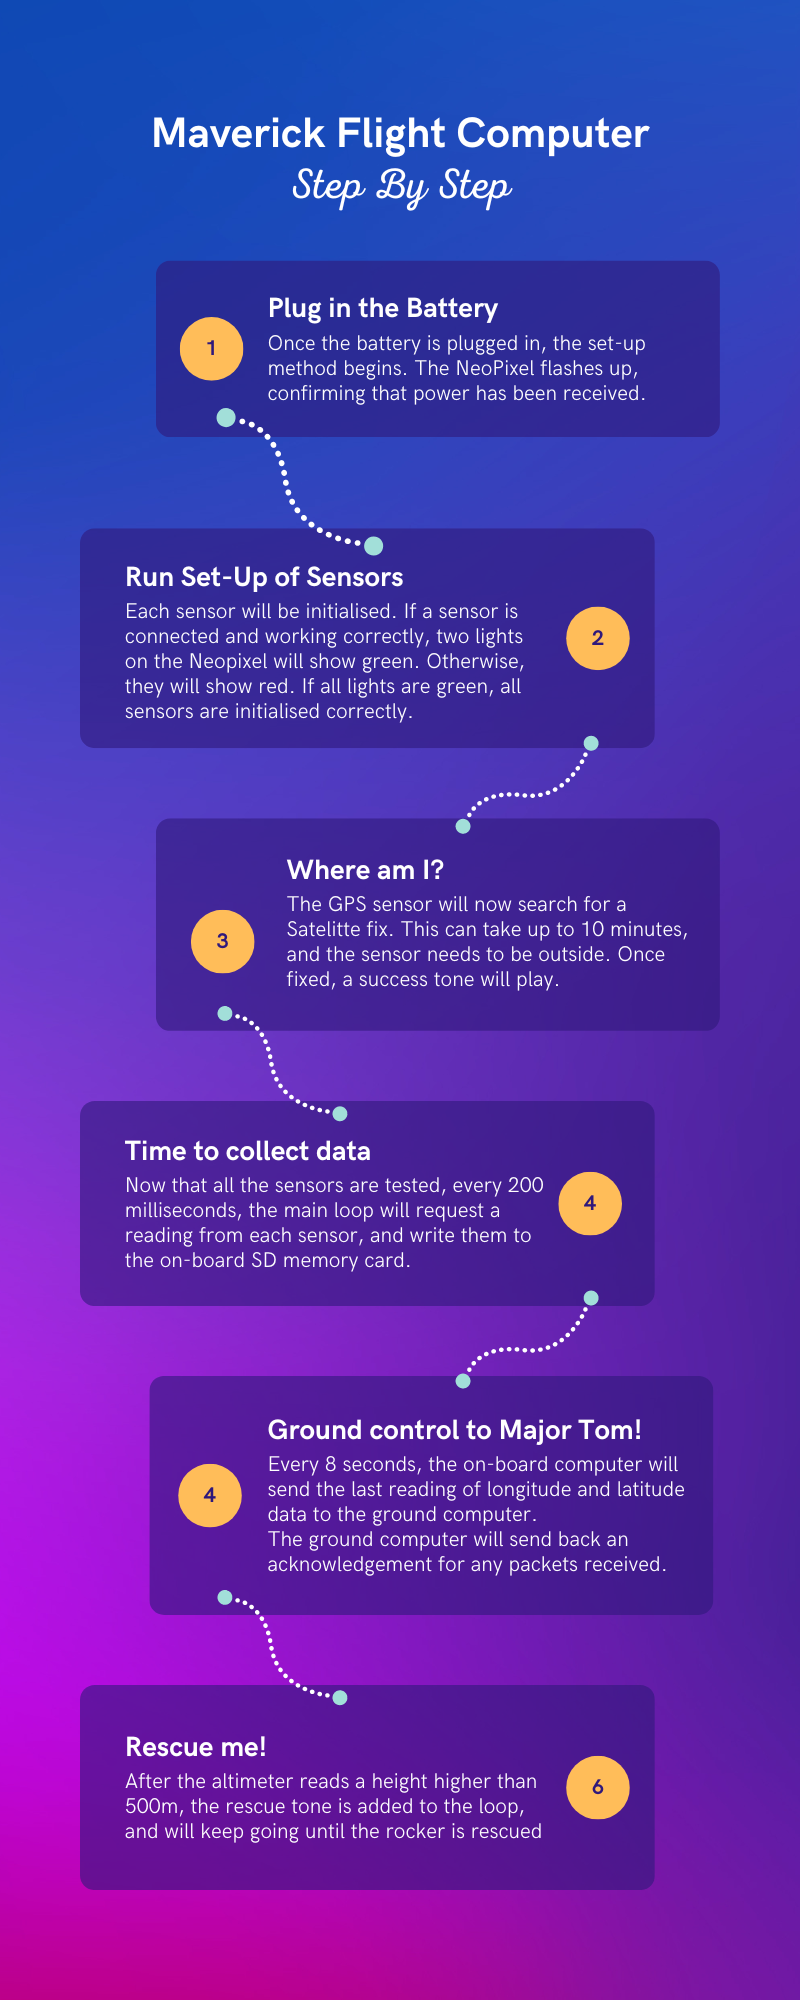 Maverick Flight Computer
Step By Step
Plug in the Battery
1
Once the battery is plugged in, the set-up
method begins. The NeoPixel flashes up,
confirming that power has been received.
Run Set-Up of Sensors
Each sensor will be initialised. If a sensor is
connected and working correctly, two lights
2
on the Neopixel will show green. Otherwise,
they will show red. If all lights are green, all
sensors are initialised correctly.
Where am I?
The GPS sensor will now search for a
Satelitte fix. This can take up to 10 minutes,
3
and the sensor needs to be outside. Once
fixed, a success tone will play.
Time to collect data
Now that all the sensors are tested, every 200
4
milliseconds, the main loop will request a
reading from each sensor, and write them to
the on-board SD memory card.
Ground control to Major Tom!
Every 8 seconds, the on-board computer will
4
send the last reading of longitude and latitude
data to the ground computer.
The ground computer will send back an
acknowledgement for any packets received.
Rescue me!
After the altimeter reads a height higher than
6
500m, the rescue tone is added to the loop,
and will keep going until the rocker is rescued